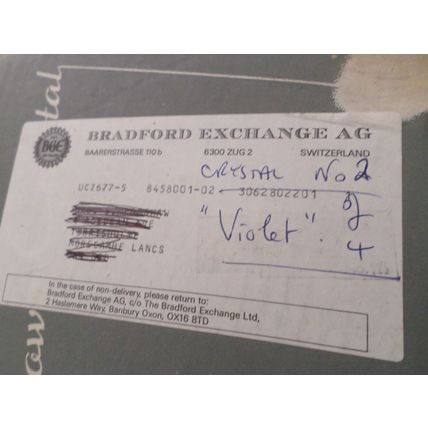 BGE
BRADFORD EXCHANGE AG
BAARERSTRASSE 110 b 6300 ZUG 2 SWITZERLAND
CRYSTAL No 2
UCZ677-5 8458001-02 3062802201
of
"Violet". 4
LANCS
In the case of non-delivery, please return to:
Bradford Exchange AG, c/o The Bradford Exchange Ltd,
2 Haslemere Way, Banbury Oxon, OX16 8TD